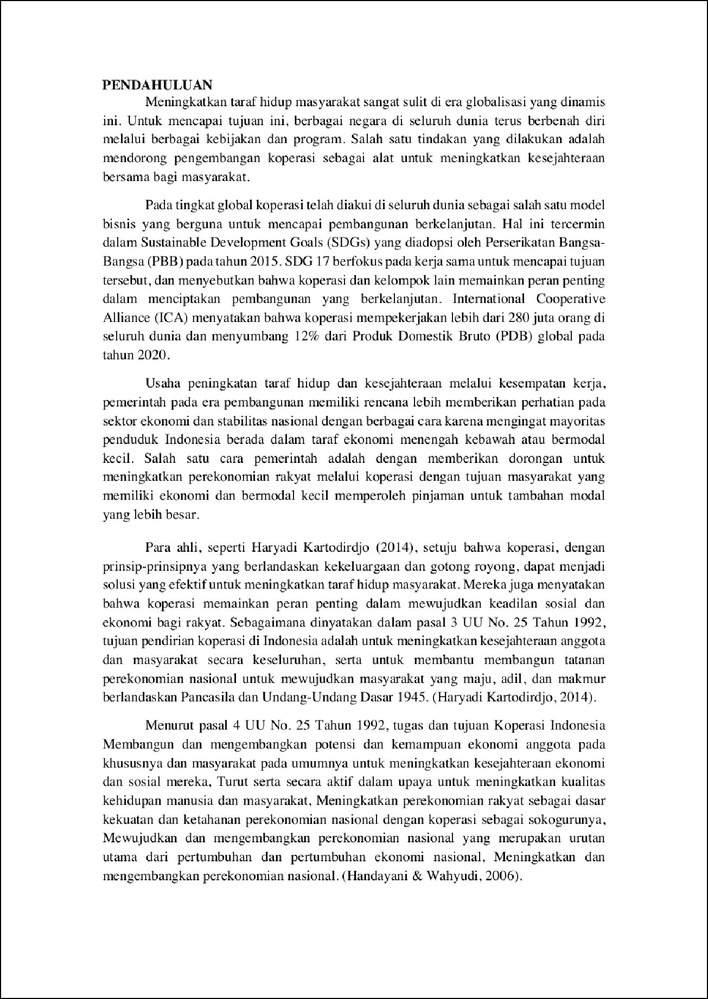 PENDAHULUAN
Meningkatkan taraf hidup masyarakat sangat sulit di era globalisasi yang dinamis
ini. Untuk mencapai tujuan ini, berbagai negara di seluruh dunia terus berbenah diri
melalui berbagai kebijakan dan program. Salah satu tindakan yang dilakukan adalah
mendorong pengembangan koperasi sebagai alat untuk meningkatkan kesejahteraan
bersama bagi masyarakat.
Pada tingkat global koperasi telah diakui di seluruh dunia sebagai salah satu model
bisnis yang berguna untuk mencapai pembangunan berkelanjutan. Hal ini tercermin
dalam Sustainable Development Goals (SDGs) yang diadopsi oleh Perserikatan Bangsa-
Bangsa (PBB) pada tahun 2015. SDG 17 berfokus pada kerja sama untuk mencapai tujuan
tersebut, dan menyebutkan bahwa koperasi dan kelompok lain memainkan peran penting
dalam menciptakan pembangunan yang berkelanjutan. International Cooperative
Alliance (ICA) menyatakan bahwa koperasi mempekerjakan lebih dari 280 juta orang di
seluruh dunia dan menyumbang 12% dari Produk Domestik Bruto (PDB) global pada
tahun 2020.
Usaha peningkatan taraf hidup dan kesejahteraan melalui kesempatan kerja,
pemerintah pada era pembangunan memiliki rencana lebih memberikan perhatian pada
sektor ekonomi dan stabilitas nasional dengan berbagai cara karena mengingat mayoritas
penduduk Indonesia berada dalam taraf ekonomi menengah kebawah atau bermodal
kecil. Salah satu cara pemerintah adalah dengan memberikan dorongan untuk
meningkatkan perekonomian rakyat melalui koperasi dengan tujuan masyarakat yang
memiliki ekonomi dan bermodal kecil memperoleh pinjaman untuk tambahan modal
yang lebih besar.
Para ahli, seperti Haryadi Kartodirdjo (2014), setuju bahwa koperasi, dengan
prinsip-prinsipnya yang berlandaskan kekeluargaan dan gotong royong, dapat menjadi
solusi yang efektif untuk meningkatkan taraf hidup masyarakat. Mereka juga menyatakan
bahwa koperasi memainkan peran penting dalam mewujudkan keadilan sosial dan
ekonomi bagi rakyat. Sebagaimana dinyatakan dalam pasal 3 UU No. 25 Tahun 1992,
tujuan pendirian koperasi di Indonesia adalah untuk meningkatkan kesejahteraan anggota
dan masyarakat secara keseluruhan, serta untuk membantu membangun tatanan
perekonomian nasional untuk mewujudkan masyarakat yang maju, adil, dan makmur
berlandaskan Pancasila dan Undang-Undang Dasar 1945. (Haryadi Kartodirdjo, 2014).
Menurut pasal 4 UU No. 25 Tahun 1992, tugas dan tujuan Koperasi Indonesia
Membangun dan mengembangkan potensi dan kemampuan ekonomi anggota pada
khususnya dan masyarakat pada umumnya untuk meningkatkan kesejahteraan ekonomi
dan sosial mereka, Turut serta secara aktif dalam upaya untuk meningkatkan kualitas
kehidupan manusia dan masyarakat, Meningkatkan perekonomian rakyat sebagai dasar
kekuatan dan ketahanan perekonomian nasional dengan koperasi sebagai sokogurunya,
Mewujudkan dan mengembangkan perekonomian nasional yang merupakan urutan
utama dari pertumbuhan dan pertumbuhan ekonomi nasional, Meningkatkan dan
mengembangkan perekonomian nasional. (Handayani & Wahyudi, 2006).